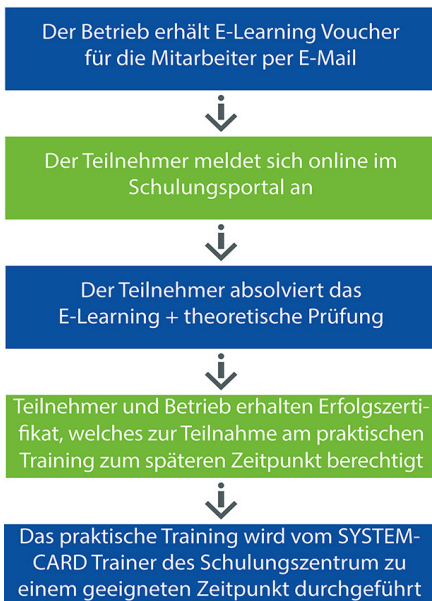 Der Betrieb erhält E-Learning Voucher
für die Mitarbeiter per E-Mail
Der Teilnehmer meldet sich online im
Schulungsportal an
Der Teilnehmer absolviert das
E-Learning + theoretische Prüfung
Teilnehmer und Betrieb erhalten Erfolgszerti-
fikat, welches zur Teilnahme am praktischen
Training zum späteren Zeitpunkt berechtigt
Das praktische Training wird vom SYSTEM-
CARD Trainer des Schulungszentrum zu
einem geeigneten Zeitpunkt durchgeführt